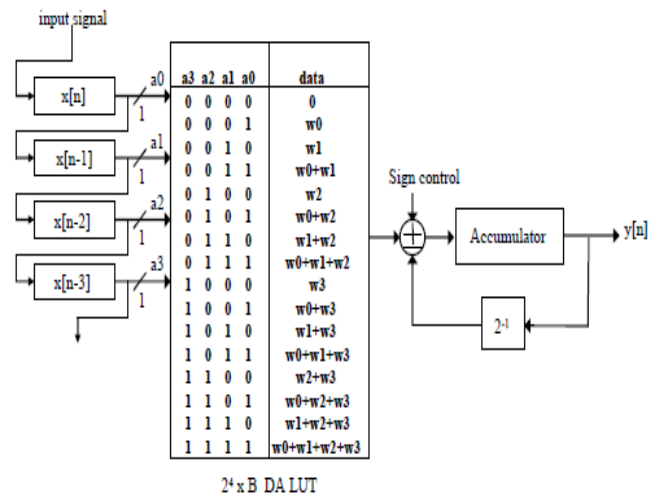 input signal
x[n]
a0
1
x[n-1]
a1
1
x[n-2]
a2
1
x[n-3]
a3
1
a3 a2 a1 a0 data
0 0 0 0 0
0 0 0 1 w0
0 0 1 0 w1
0 0 1 1 w0+w1
0 1 0 0 w2
0 1 0 1 w0+w2
0 1 1 0 w1+w2
0 1 1 1 w0+w1+w2
1 0 0 0 w3
1 0 0 1 w0+w3
1 0 1 0 w1+w3
1 0 1 1 w0+w1+w3
1 1 0 0 w2+w3
1 1 0 1 w0+w2+w3
1 1 1 0 w1+w2+w3
1 1 1 1 w0+w1+w2+w3
Sign control
±
Accumulator
y[n]
2⁻¹
2⁴ x B DA LUT